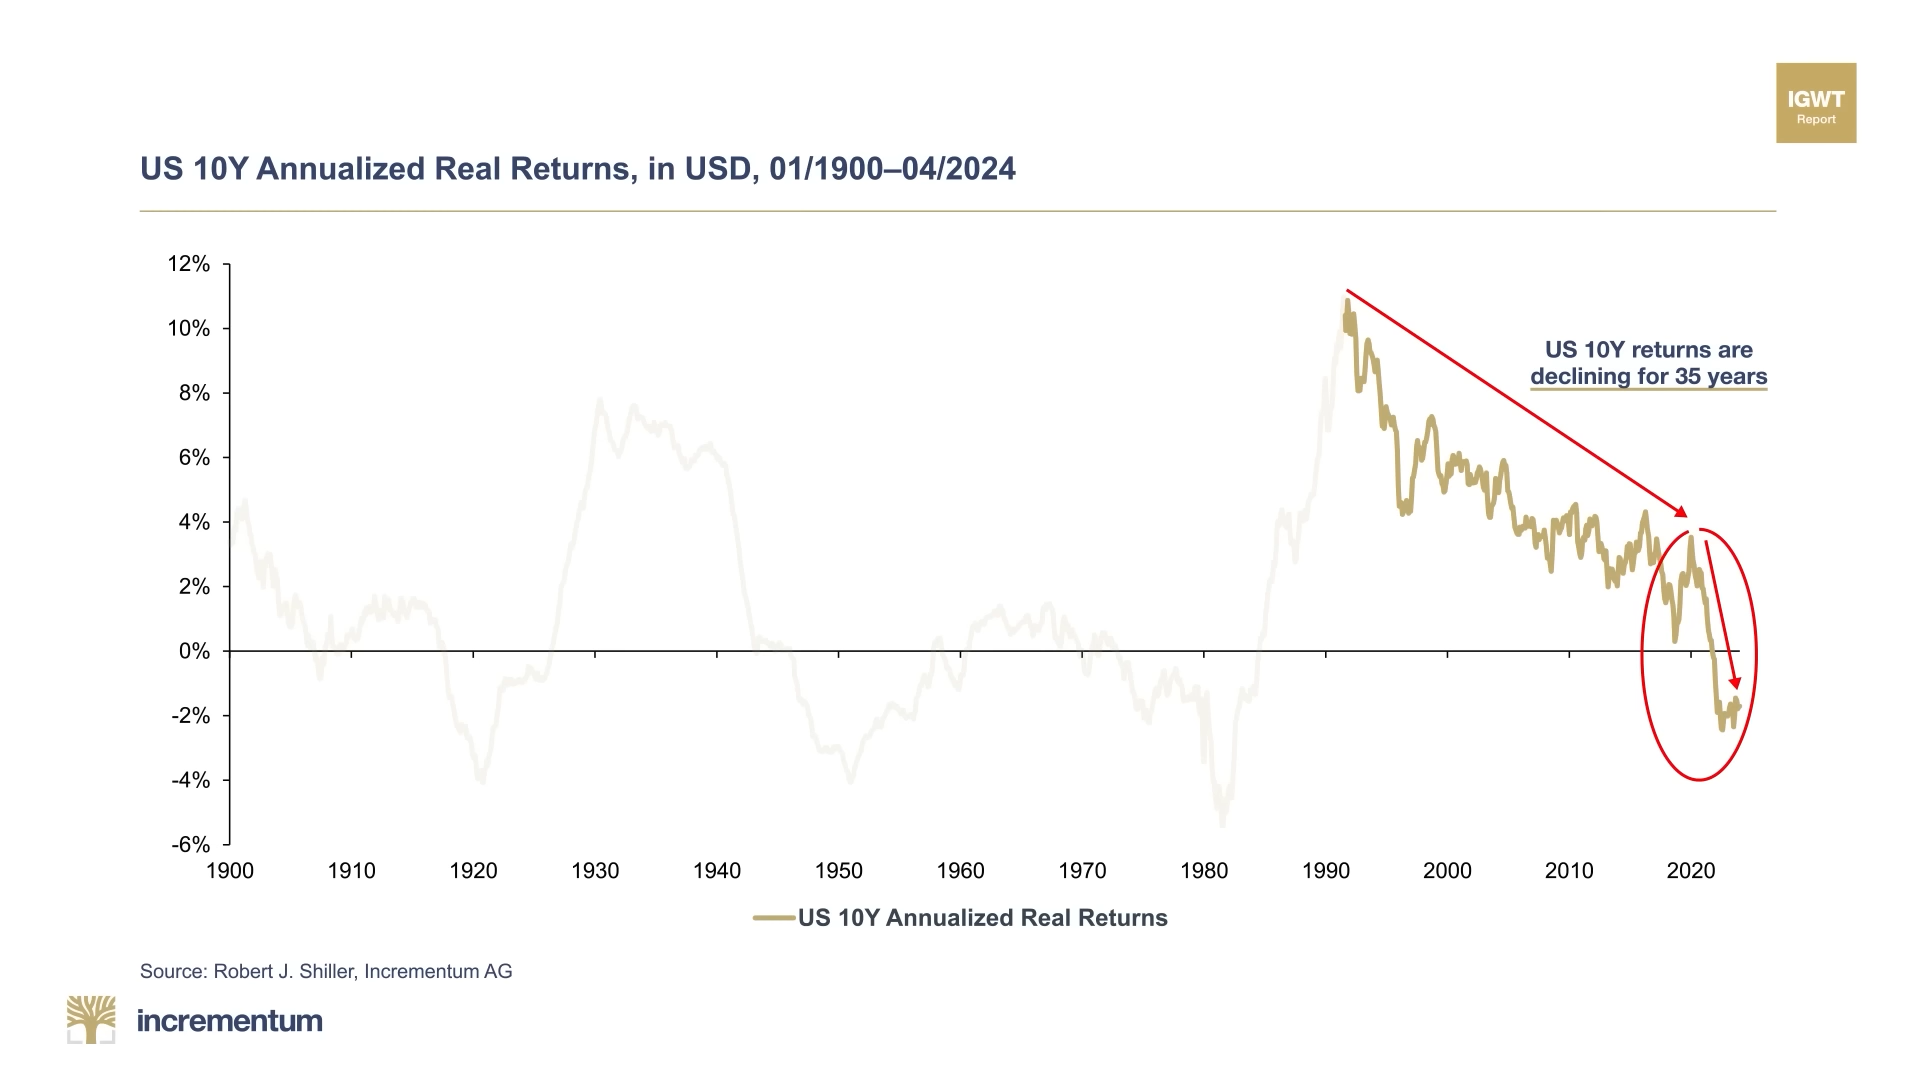 IGWT
Report
US 10Y Annualized Real Returns, in USD, 01/1900–04/2024
12%
10%
8%
6%
4%
2%
0%
-2%
-4%
-6%
US 10Y returns are
declining for 35 years
1900 1910 1920 1930 1940 1950 1960 1970 1980 1990 2000 2010 2020
US 10Y Annualized Real Returns
Source: Robert J. Shiller, Incrementum AG
incrementum